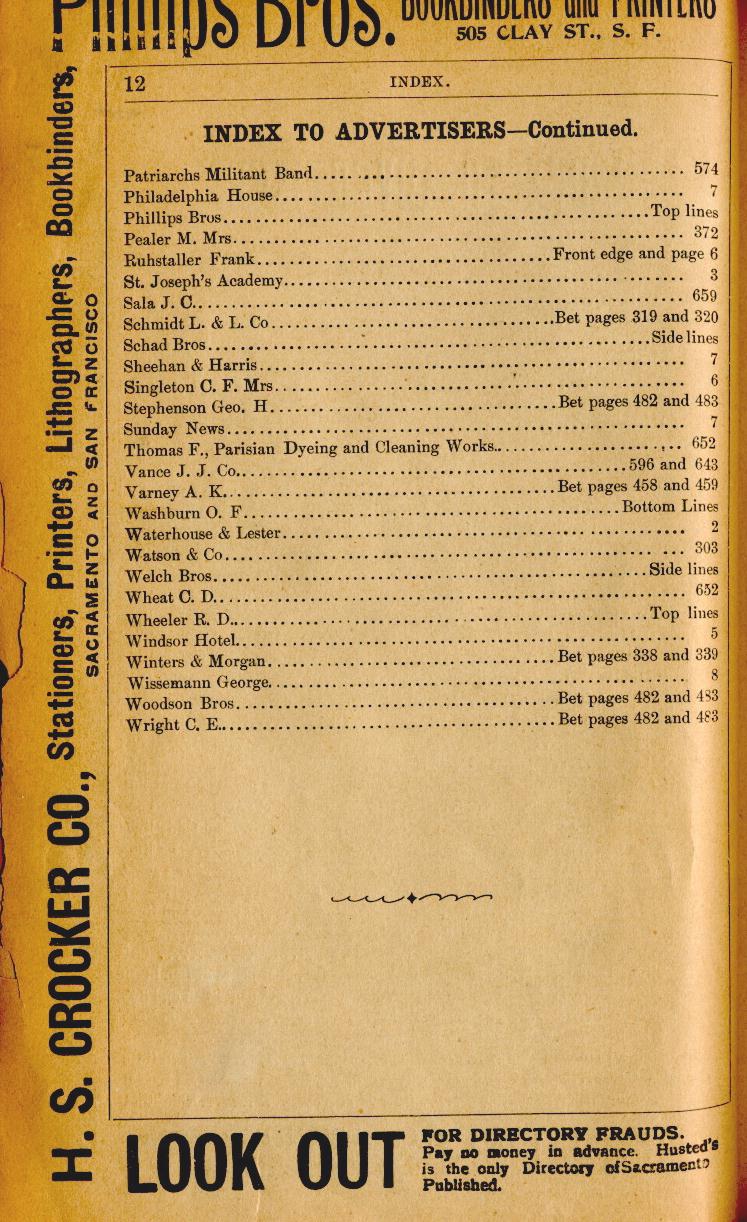 Phillips Bros. BOOKBINDERS and PRINTERS
505 CLAY ST., S. F.
12 INDEX.
INDEX TO ADVERTISERS—Continued.
Patriarchs Militant Band 574
Philadelphia House 7
Phillips Bros Top lines
Pealer M. Mrs 372
Ruhstaller Frank Front edge and page 6
St. Joseph's Academy 3
Sala J. C. 659
Schmidt L. & L. Co Bet pages 319 and 320
Schad Bros Side lines
Sheehan & Harris 7
Singleton C. F. Mrs 6
Stephenson Geo. H Bet pages 482 and 483
Sunday News 7
Thomas F., Parisian Dyeing and Cleaning Works. 652
Vance J. J. Co. 596 and 643
Varney A. K. Bet pages 458 and 459
Washburn O. F Bottom Lines
Waterhouse & Lester 2
Watson & Co 303
Welch Bros Side lines
Wheat C. D. 652
Wheeler R. D. Top lines
Windsor Hotel. 5
Winters & Morgan Bet pages 338 and 339
Wissemann George. 8
Woodson Bros Bet pages 482 and 483
Wright C. E. Bet pages 482 and 483
H. S. CROCKER CO., Stationers, Printers, Lithographers, Bookbinders,
SACRAMENTO AND SAN FRANCISCO
LOOK OUT
FOR DIRECTORY FRAUDS.
Pay no money in advance. Husted's
is the only Directory of Sacramento
Published.